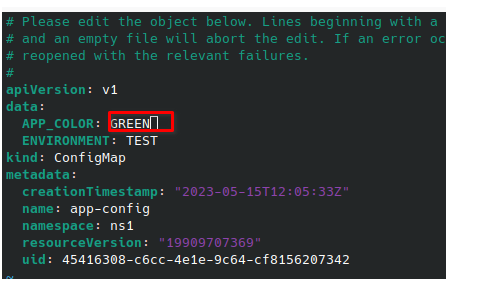 # Please edit the object below. Lines beginning with a
# and an empty file will abort the edit. If an error oc
# reopened with the relevant failures.
#
apiVersion: v1
data:
  APP_COLOR: GREEN
  ENVIRONMENT: TEST
kind: ConfigMap
metadata:
  creationTimestamp: "2023-05-15T12:05:33Z"
  name: app-config
  namespace: ns1
  resourceVersion: "19909707369"
  uid: 45416308-c6cc-4e1e-9c64-cf8156207342
~